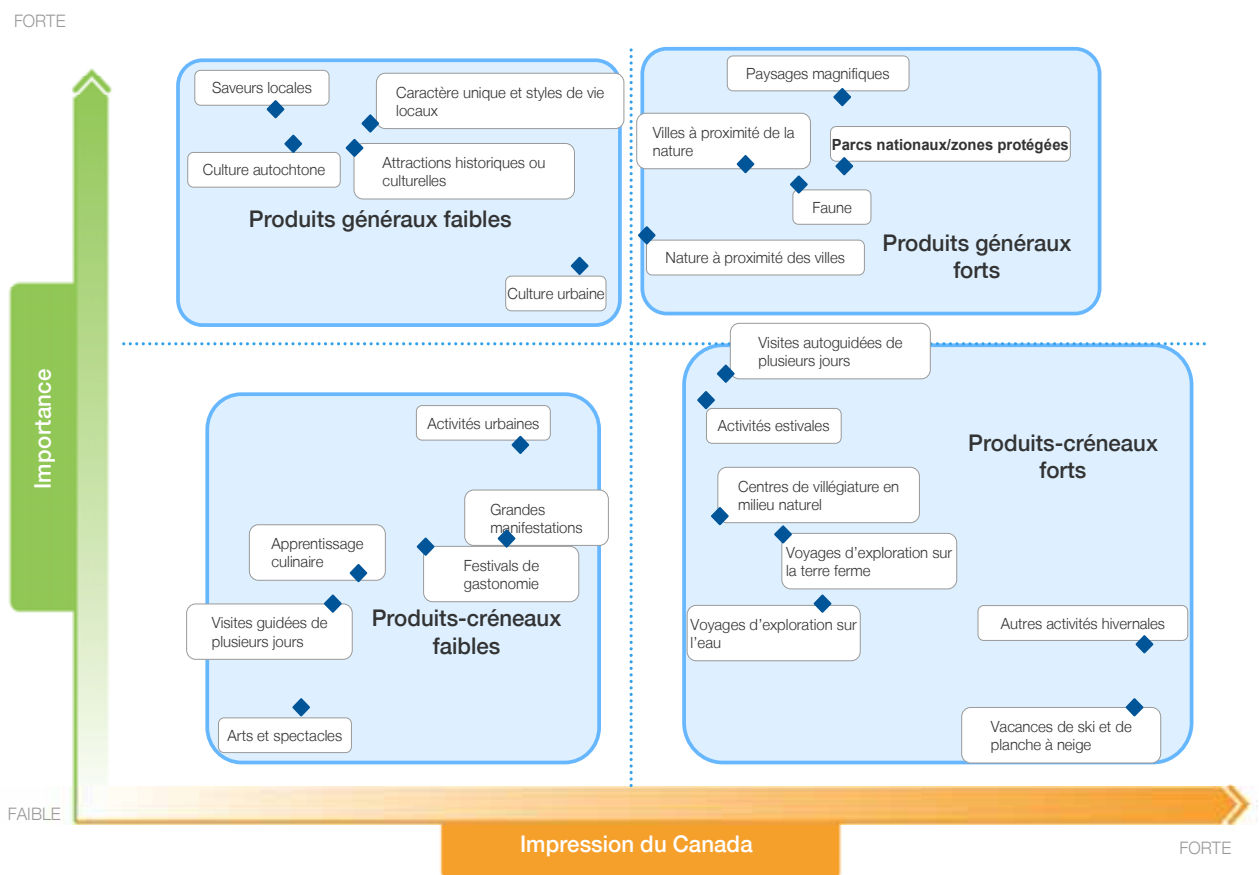 FORTE
Saveurs locales
Caractère unique et styles de vie
locaux
Culture autochtone
Attractions historiques ou
culturelles
Produits généraux faibles
Culture urbaine
Paysages magnifiques
Villes à proximité de la
nature
Parcs nationaux/zones protégées
Faune
Nature à proximité des villes
Produits généraux
forts
Importance
Activités urbaines
Grandes
manifestations
Apprentissage
culinaire
Festivals de
gastonomie
Visites guidées de
plusieurs jours
Produits-créneaux
faibles
Arts et spectacles
Visites autoguidées de
plusieurs jours
Activités estivales
Produits-créneaux
forts
Centres de villégiature en
milieu naturel
Voyages d'exploration sur
la terre ferme
Voyages d'exploration sur
l'eau
Autres activités hivernales
Vacances de ski et de
planche à neige
FAIBLE
Impression du Canada
FORTE